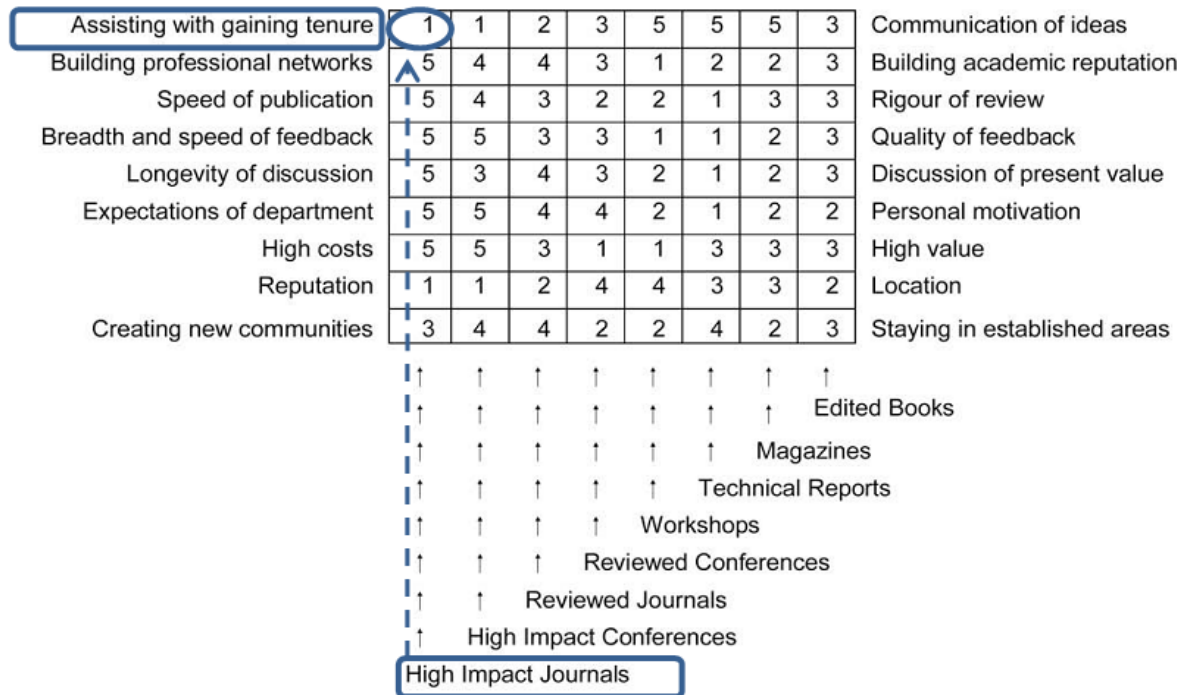 Assisting with gaining tenure 1 1 2 3 5 5 5 3 Communication of ideas
Building professional networks 5 4 4 3 1 2 2 3 Building academic reputation
Speed of publication 5 4 3 2 2 1 3 3 Rigour of review
Breadth and speed of feedback 5 5 3 3 1 1 2 3 Quality of feedback
Longevity of discussion 5 3 4 3 2 1 2 3 Discussion of present value
Expectations of department 5 5 4 4 2 1 2 2 Personal motivation
High costs 5 5 3 1 1 3 3 3 High value
Reputation 1 1 2 4 4 3 3 2 Location
Creating new communities 3 4 4 2 2 4 2 3 Staying in established areas
↑ ↑ ↑ ↑ ↑ ↑ ↑ ↑
↑ ↑ ↑ ↑ ↑ ↑ ↑ Edited Books
↑ ↑ ↑ ↑ ↑ ↑ Magazines
↑ ↑ ↑ ↑ ↑ Technical Reports
↑ ↑ ↑ ↑ Workshops
↑ ↑ ↑ Reviewed Conferences
↑ ↑ Reviewed Journals
↑ High Impact Conferences
High Impact Journals